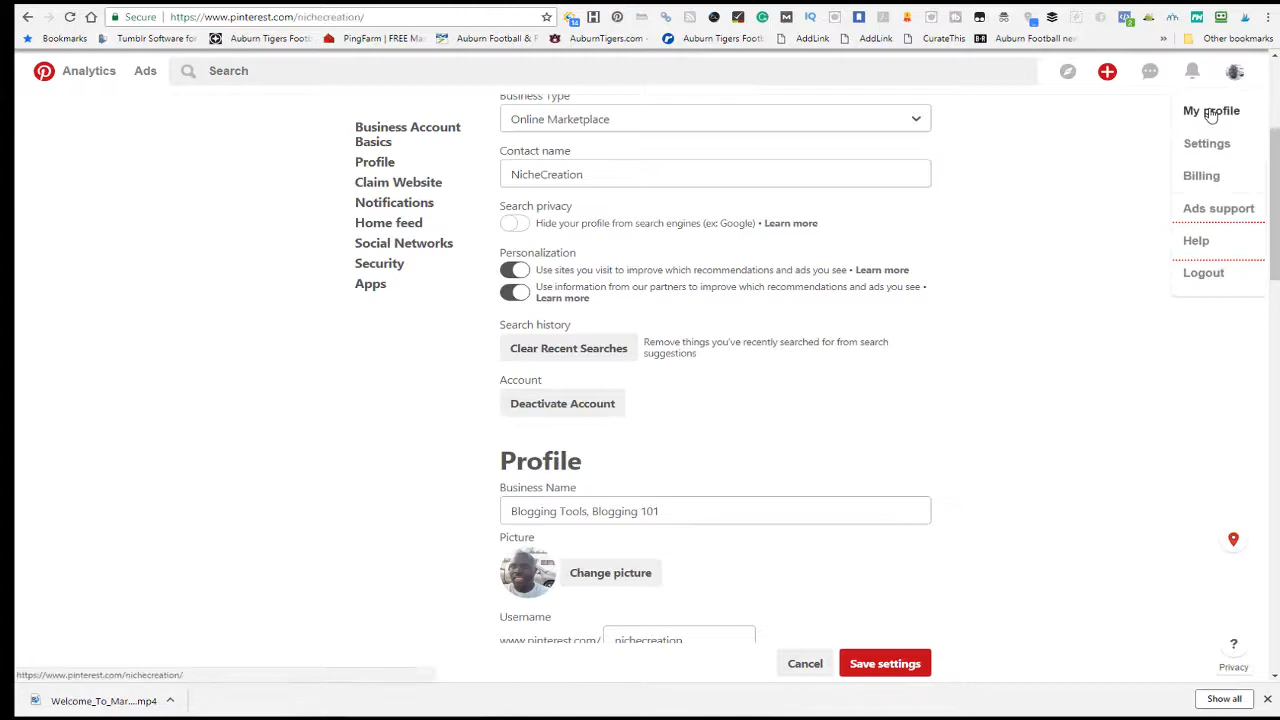 Secure | https://www.pinterest.com/nichecreation/
Bookmarks Tumblr Software for Auburn Tigers Footb PingFarm | FREE Mas Auburn Football & F AuburnTigers.com - Auburn Tigers Footb AddLink AddLink CurateThis Auburn Football new » Other bookmarks
Analytics Ads Search
My profile
Settings
Billing
Ads support
Help
Logout
Business Account
Basics
Profile
Claim Website
Notifications
Home feed
Social Networks
Security
Apps
Business Type
Online Marketplace
Contact name
NicheCreation
Search privacy
Hide your profile from search engines (ex: Google) • Learn more
Personalization
Use sites you visit to improve which recommendations and ads you see • Learn more
Use information from our partners to improve which recommendations and ads you see •
Learn more
Search history
Clear Recent Searches
Remove things you've recently searched for from search
suggestions
Account
Deactivate Account
Profile
Business Name
Blogging Tools, Blogging 101
Picture
Change picture
Username
www.pinterest.com/ nichecreation
Cancel Save settings
?
Privacy
https://www.pinterest.com/nichecreation/
Welcome_To_Mar....mp4
Show all